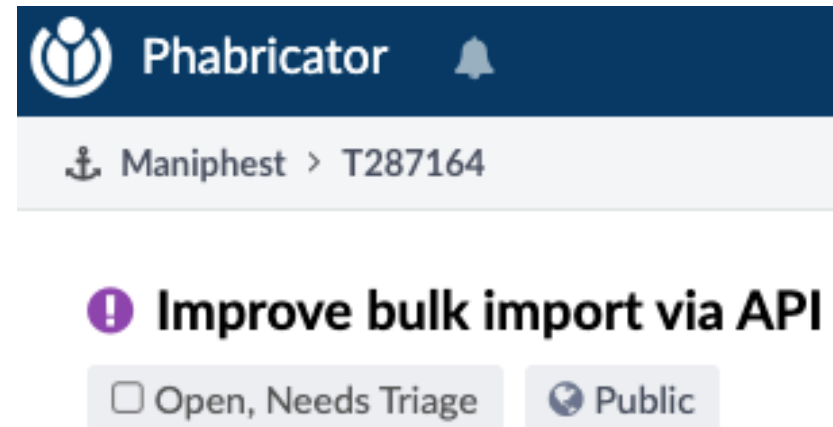 Phabricator
Maniphest > T287164
Improve bulk import via API
Open, Needs Triage Public